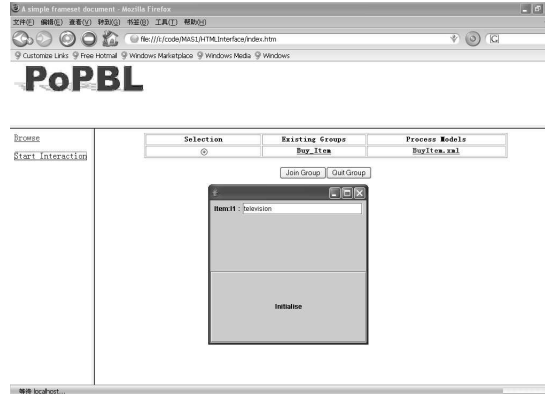 A simple frameset document - Mozilla Firefox
文件(F) 编辑(E) 查看(V) 转到(G) 书签(B) 工具(T) 帮助(H)
file:///c/code/MAS1/HTMLInterface/index.htm
Customize Links Free Hotmail Windows Marketplace Windows Media Windows
PoPBL
Browse
Start Interaction
Selection Existing Groups Process Models
Buy_Item BuyItem.xml
Join Group Quit Group
Item:I1 : television
Initialise
等待 localhost...